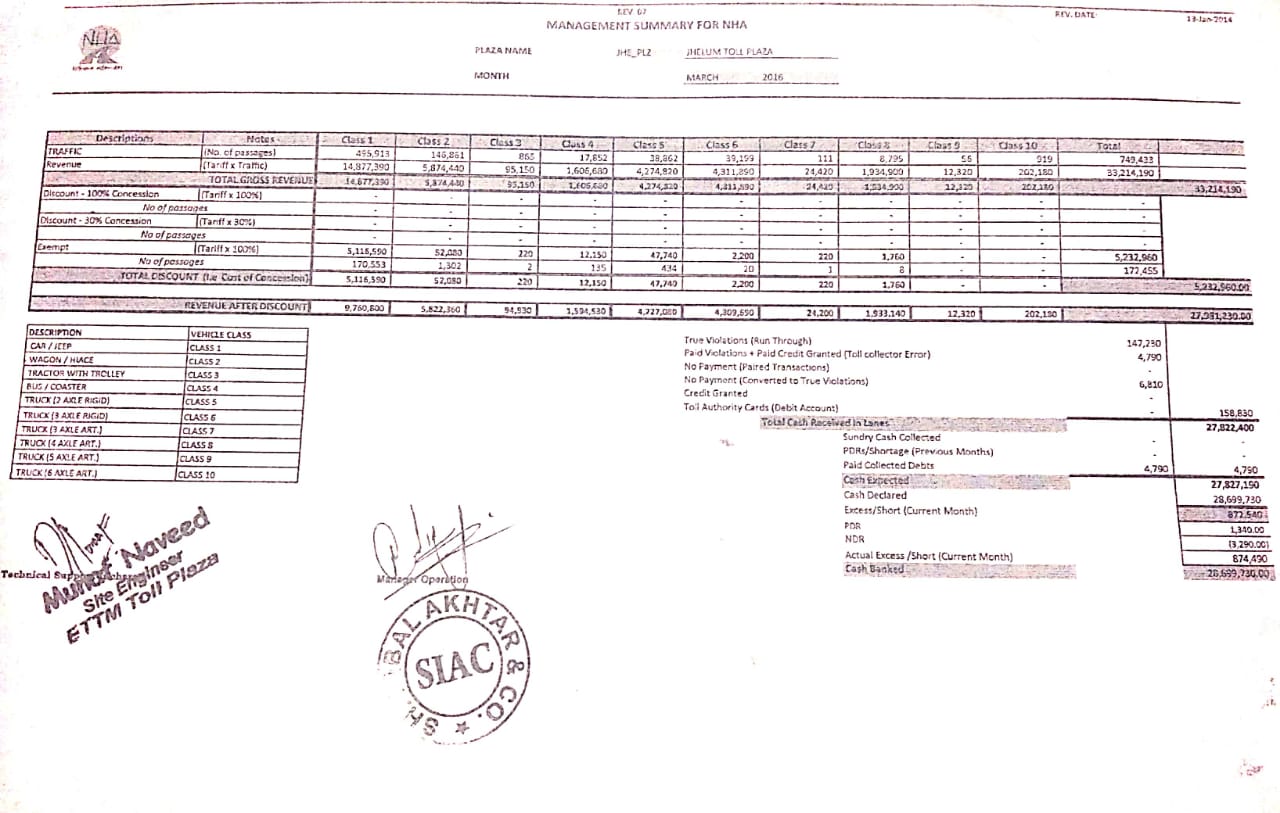 REV. 07 REV. DATE: 13-Jan-2014
MANAGEMENT SUMMARY FOR NHA
NHA
PLAZA NAME JHE_PLZ JHELUM TOLL PLAZA
MONTH MARCH 2016
Descriptions Notes Class 1 Class 2 Class 3 Class 4 Class 5 Class 6 Class 7 Class 8 Class 9 Class 10 Total
TRAFFIC (No. of passages) 495,913 146,861 865 17,852 38,862 39,199 111 8,795 56 919 749,433
Revenue (Tariff x Traffic) 14,877,390 5,874,440 95,150 1,606,680 4,274,820 4,311,890 24,420 1,934,900 12,320 202,180 33,214,190
TOTAL GROSS REVENUE 14,877,390 5,874,440 95,150 1,606,680 4,274,820 4,311,890 24,420 1,934,900 12,320 202,180 33,214,190
Discount - 100% Concession (Tariff x 100%) - - - - - - - - - - -
No of passages - - - - - - - - - - -
Discount - 30% Concession (Tariff x 30%) - - - - - - - - - - -
No of passages - - - - - - - - - - -
Exempt (Tariff x 100%) 5,116,590 52,080 220 12,150 47,740 2,200 220 1,760 - - 5,232,960
No of passages 170,553 1,302 2 135 434 20 1 8 - - 172,455
TOTAL DISCOUNT (i.e. Cost of Concession) 5,116,590 52,080 220 12,150 47,740 2,200 220 1,760 - - 5,232,960.00
REVENUE AFTER DISCOUNT 9,760,800 5,822,360 94,930 1,594,530 4,227,080 4,309,690 24,200 1,933,140 12,320 202,180 27,981,230.00
DESCRIPTION VEHICLE CLASS
CAR / JEEP CLASS 1
WAGON / HIACE CLASS 2
TRACTOR WITH TROLLEY CLASS 3
BUS / COASTER CLASS 4
TRUCK (2 AXLE RIGID) CLASS 5
TRUCK (3 AXLE RIGID) CLASS 6
TRUCK (3 AXLE ART.) CLASS 7
TRUCK (4 AXLE ART.) CLASS 8
TRUCK (5 AXLE ART.) CLASS 9
TRUCK (6 AXLE ART.) CLASS 10
True Violations (Run Through) 147,230
Paid Violations + Paid Credit Granted (Toll collector Error) 4,790
No Payment (Paired Transactions) -
No Payment (Converted to True Violations) 6,810
Credit Granted -
Toll Authority Cards (Debit Account) - 158,830
Total Cash Received in Lanes 27,822,400
Sundry Cash Collected - -
PDRs/Shortage (Previous Months) - -
Paid Collected Debts 4,790 4,790
Cash Expected 27,827,190
Cash Declared 28,699,730
Excess/Short (Current Month) 872,540
PDR 1,340.00
NDR (3,290.00)
Actual Excess /Short (Current Month) 874,490
Cash Banked 28,699,730.00
Technical
Naveed
Site Engineer
ETTM Toll Plaza
Manager Operation
BAL AKHTAR & CO. ★ SH.
SIAC